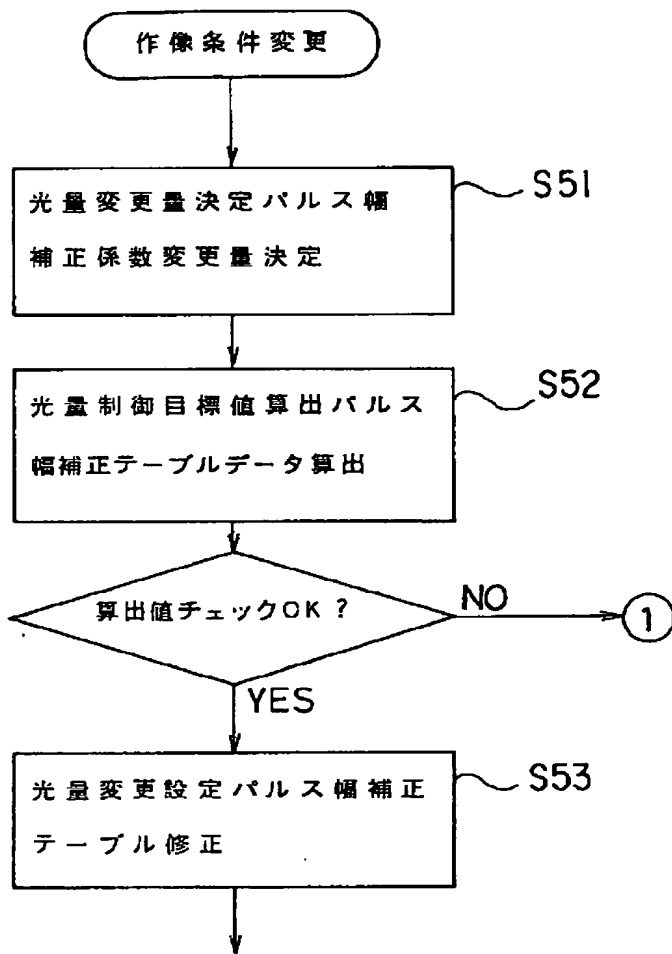 作像条件変更
光量変更量決定パルス幅
補正係数変更量決定
S51
光量制御目標値算出パルス
幅補正テーブルデータ算出
S52
算出値チェックOK?
NO
1
YES
光量変更設定パルス幅補正
テーブル修正
S53